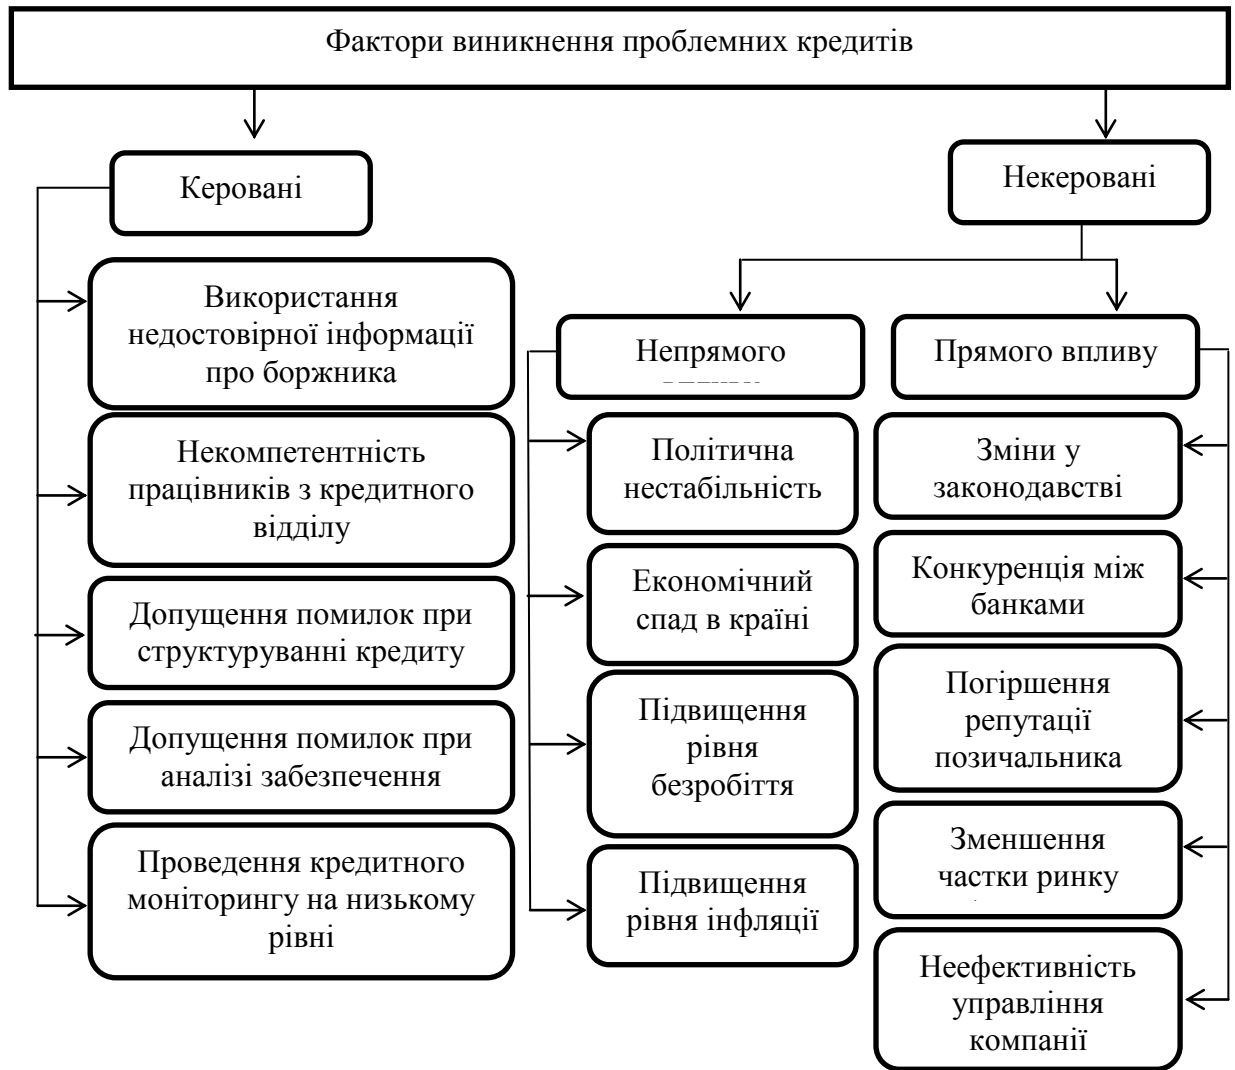 Фактори виникнення проблемних кредитів
Керовані
Некеровані
Використання
недостовірної інформації
про боржника
Некомпетентність
працівників з кредитного
відділу
Допущення помилок при
структуруванні кредиту
Допущення помилок при
аналізі забезпечення
Проведення кредитного
моніторингу на низькому
рівні
Непрямого
Політична
нестабільність
Економічний
спад в країні
Підвищення
рівня
безробіття
Підвищення
рівня інфляції
Прямого впливу
Зміни у
законодавстві
Конкуренція між
банками
Погіршення
репутації
позичальника
Зменшення
частки ринку
Неефективність
управління
компанії